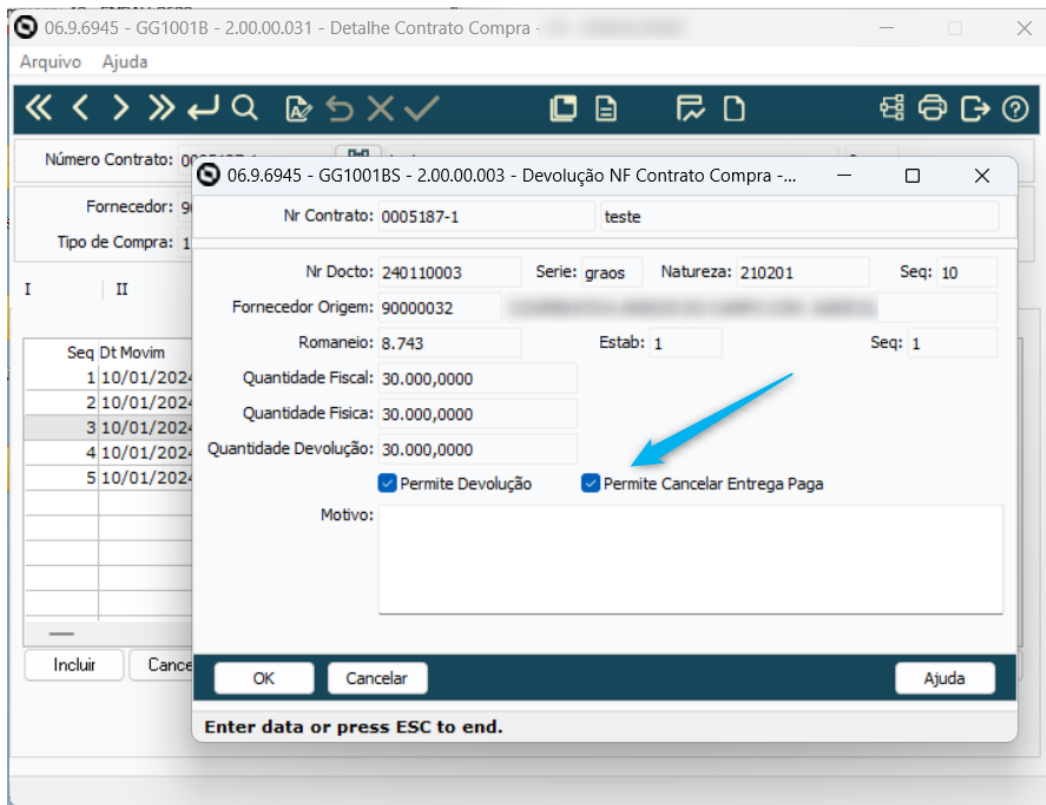 06.9.6945 - GG1001B - 2.00.00.031 - Detalhe Contrato Compra -
Arquivo Ajuda
Número Contrato:
Fornecedor:
Tipo de Compra: 1
I II
Seq Dt Movim
1 10/01/2024
2 10/01/2024
3 10/01/2024
4 10/01/2024
5 10/01/2024
Incluir
06.9.6945 - GG1001BS - 2.00.00.003 - Devolução NF Contrato Compra -...
Nr Contrato: 0005187-1 teste
Nr Docto: 240110003 Serie: graos Natureza: 210201 Seq: 10
Fornecedor Origem: 90000032
Romaneio: 8.743 Estab: 1 Seq: 1
Quantidade Fiscal: 30.000,0000
Quantidade Fisica: 30.000,0000
Quantidade Devolução: 30.000,0000
Permite Devolução Permite Cancelar Entrega Paga
Motivo:
OK Cancelar Ajuda
Enter data or press ESC to end.